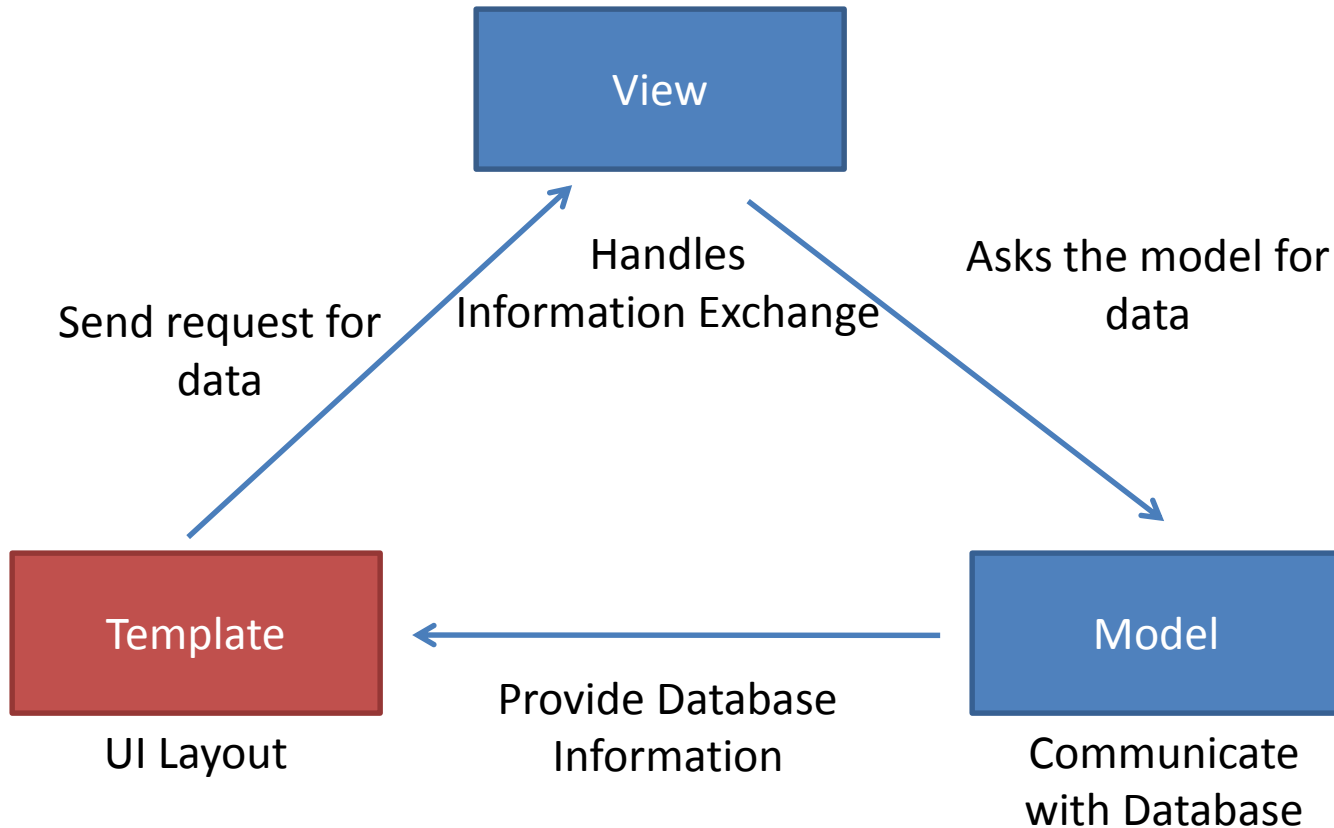 View
Handles
Information Exchange
Asks the model for
data
Send request for
data
Template
Model
Provide Database
Information
UI Layout
Communicate
with Database